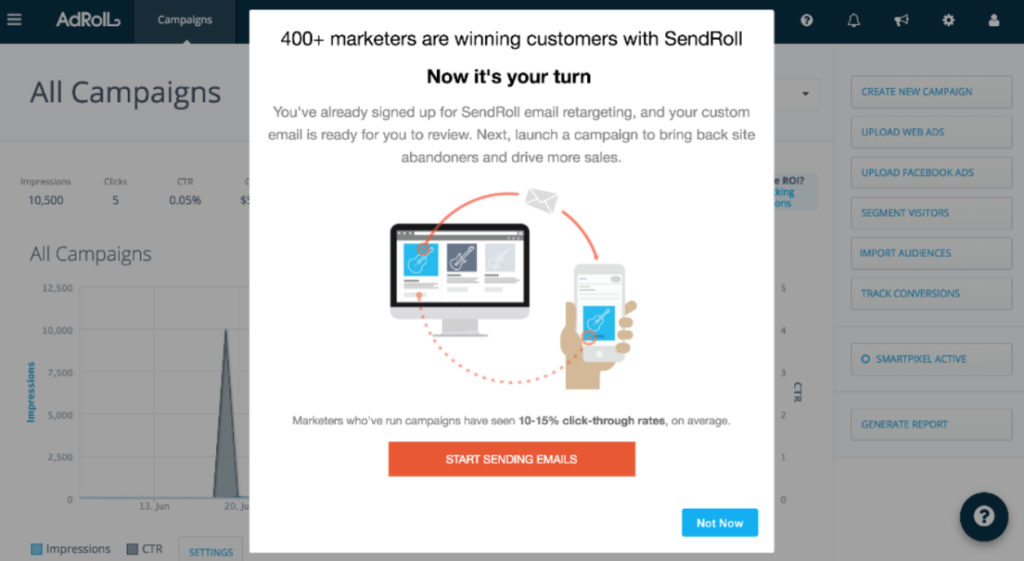 AdRoll
Campaigns
All Campaigns
Impressions
Clicks
CTR
10,500
5
0.05%
All Campaigns
12,500
10,000
7,500
5,000
2,500
0
Impressions
13. Jun
20.
5
4
3
2
1
0
CTR
Impressions
CTR
SETTINGS
400+ marketers are winning customers with SendRoll
Now it's your turn
You've already signed up for SendRoll email retargeting, and your custom
email is ready for you to review. Next, launch a campaign to bring back site
abandoners and drive more sales.
Marketers who've run campaigns have seen 10-15% click-through rates, on average.
START SENDING EMAILS
Not Now
ROI?
CREATE NEW CAMPAIGN
UPLOAD WEB ADS
UPLOAD FACEBOOK ADS
SEGMENT VISITORS
IMPORT AUDIENCES
TRACK CONVERSIONS
SMARTPIXEL ACTIVE
GENERATE REPORT